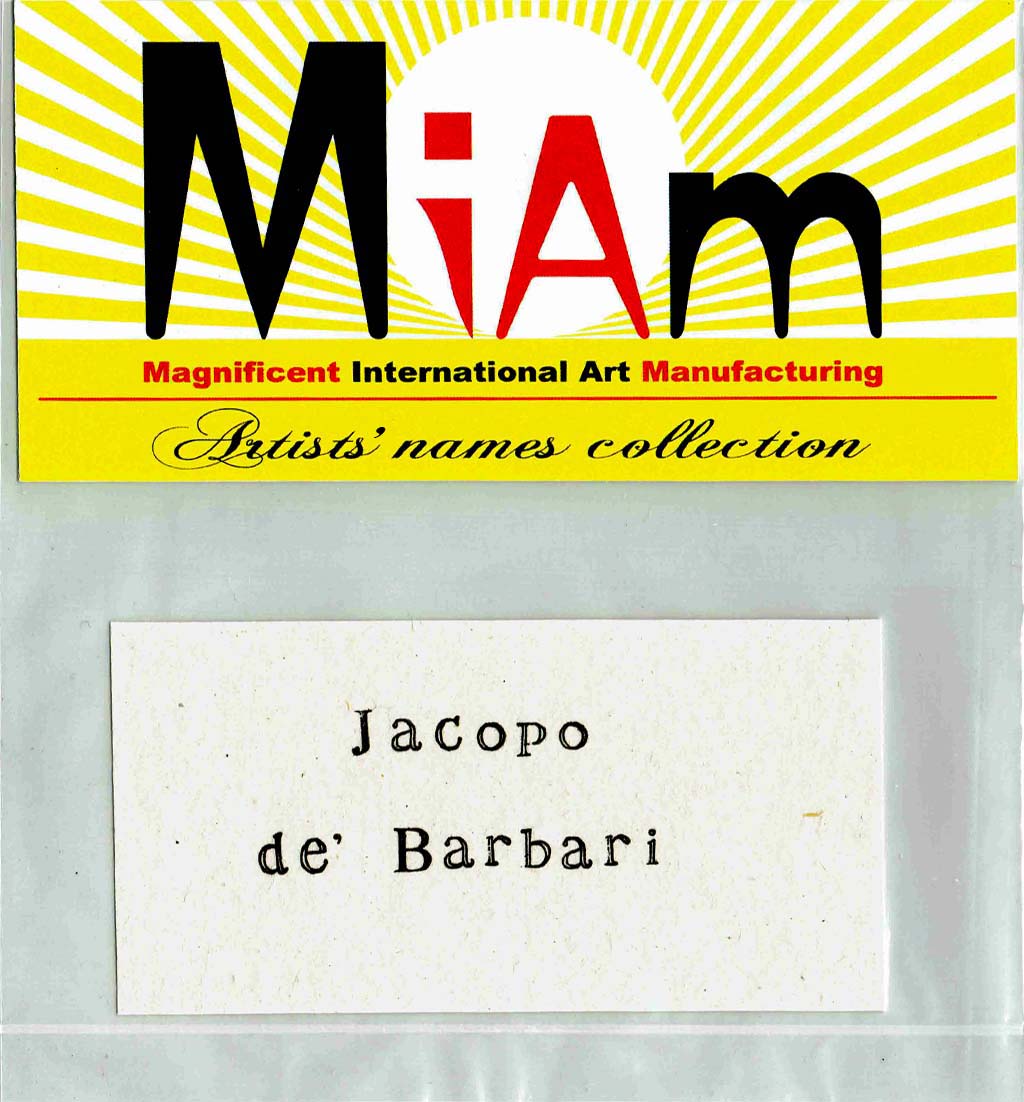 MiAm
Magnificent International Art Manufacturing
Artists' names collection
Jacopo
de' Barbari